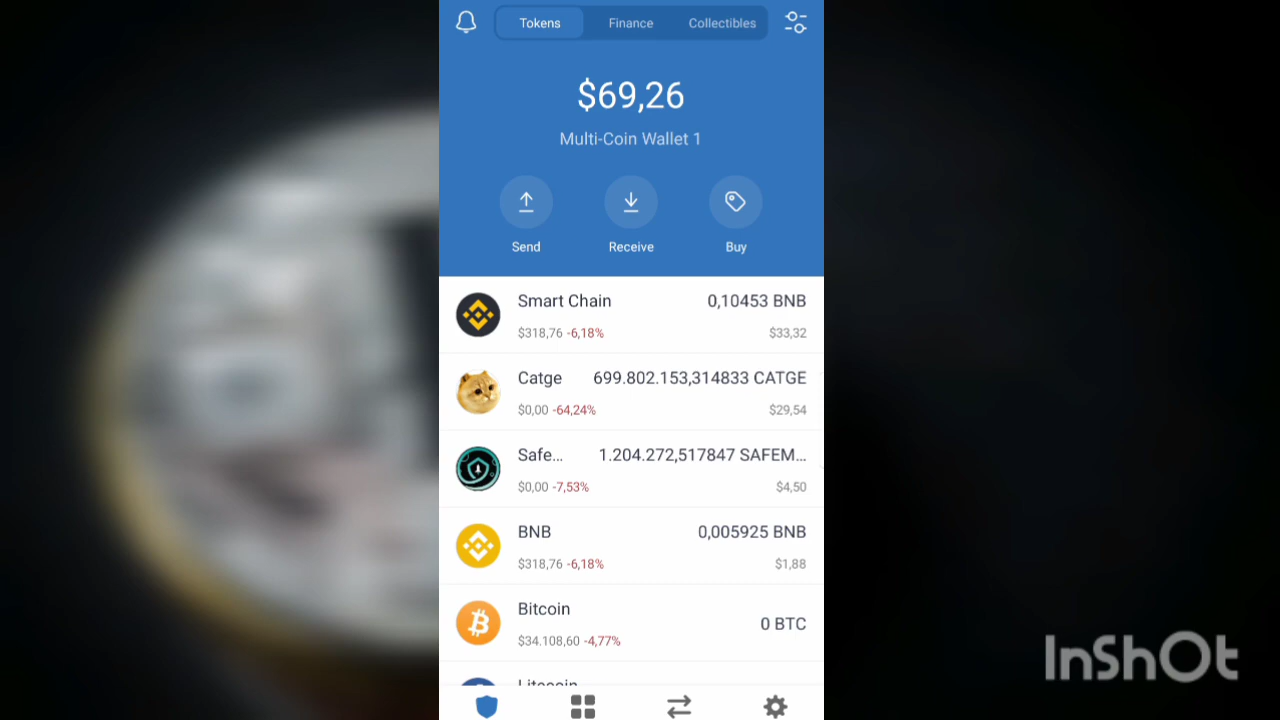 Tokens Finance Collectibles
$69,26
Multi-Coin Wallet 1
Send Receive Buy
Smart Chain 0,10453 BNB
$318,76 -6,18% $33,32
Catge 699.802.153,314833 CATGE
$0,00 -64,24% $29,54
Safe... 1.204.272,517847 SAFEM...
$0,00 -7,53% $4,50
BNB 0,005925 BNB
$318,76 -6,18% $1,88
Bitcoin 0 BTC
$34.108,60 -4,77%
Litecoin
InShOt